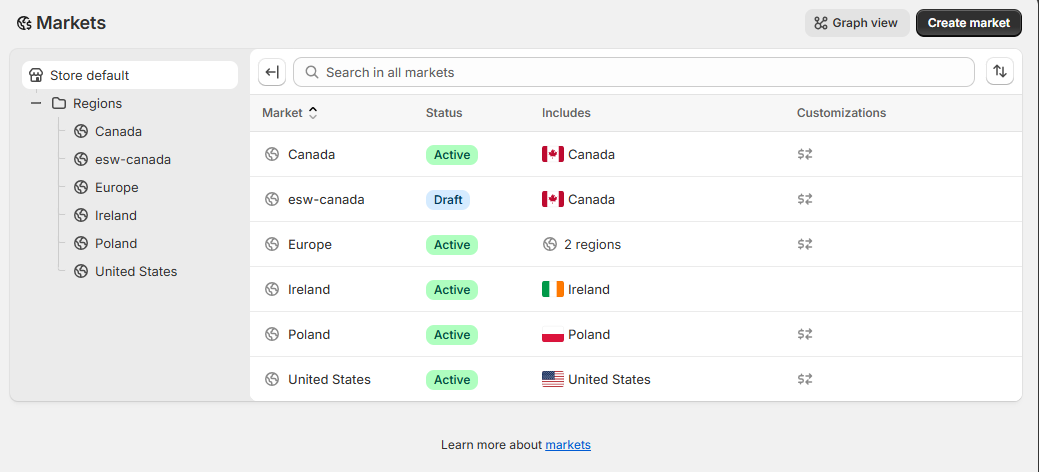 Markets
Graph view
Create market
Store default
Regions
Canada
esw-canada
Europe
Ireland
Poland
United States
Search in all markets
Market Status Includes Customizations
Canada Active Canada
esw-canada Draft Canada
Europe Active 2 regions
Ireland Active Ireland
Poland Active Poland
United States Active United States
Learn more about markets